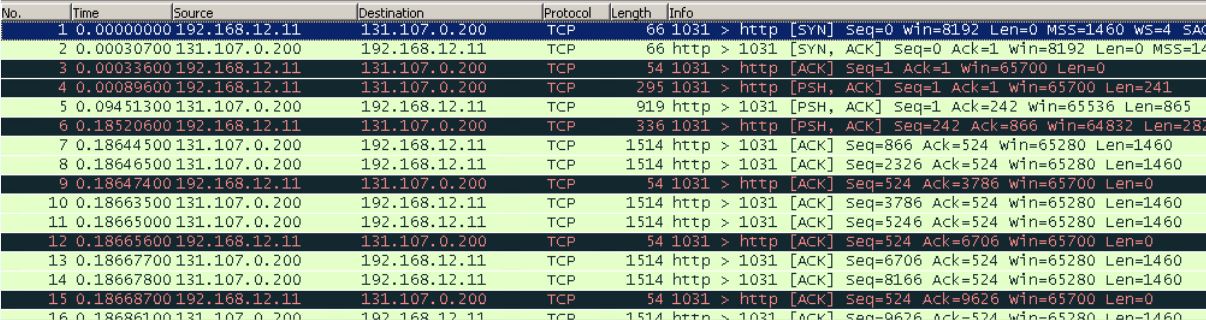 No. Time Source Destination Protocol Length Info
1 0.00000000 192.168.12.11 131.107.0.200 TCP 66 1031 > http [SYN] Seq=0 Win=8192 Len=0 MSS=1460 WS=4 SAC
2 0.00030700 131.107.0.200 192.168.12.11 TCP 66 http > 1031 [SYN, ACK] Seq=0 Ack=1 Win=8192 Len=0 MSS=14
3 0.00033600 192.168.12.11 131.107.0.200 TCP 54 1031 > http [ACK] Seq=1 Ack=1 Win=65700 Len=0
4 0.00089600 192.168.12.11 131.107.0.200 TCP 295 1031 > http [PSH, ACK] Seq=1 Ack=1 Win=65700 Len=241
5 0.09451300 131.107.0.200 192.168.12.11 TCP 919 http > 1031 [PSH, ACK] Seq=1 Ack=242 Win=65536 Len=865
6 0.18520600 192.168.12.11 131.107.0.200 TCP 336 1031 > http [PSH, ACK] Seq=242 Ack=866 Win=64832 Len=282
7 0.18644500 131.107.0.200 192.168.12.11 TCP 1514 http > 1031 [ACK] Seq=866 Ack=524 Win=65280 Len=1460
8 0.18646500 131.107.0.200 192.168.12.11 TCP 1514 http > 1031 [ACK] Seq=2326 Ack=524 Win=65280 Len=1460
9 0.18647400 192.168.12.11 131.107.0.200 TCP 54 1031 > http [ACK] Seq=524 Ack=3786 Win=65700 Len=0
10 0.18663500 131.107.0.200 192.168.12.11 TCP 1514 http > 1031 [ACK] Seq=3786 Ack=524 Win=65280 Len=1460
11 0.18665000 131.107.0.200 192.168.12.11 TCP 1514 http > 1031 [ACK] Seq=5246 Ack=524 Win=65280 Len=1460
12 0.18665600 192.168.12.11 131.107.0.200 TCP 54 1031 > http [ACK] Seq=524 Ack=6706 Win=65700 Len=0
13 0.18667700 131.107.0.200 192.168.12.11 TCP 1514 http > 1031 [ACK] Seq=6706 Ack=524 Win=65280 Len=1460
14 0.18667800 131.107.0.200 192.168.12.11 TCP 1514 http > 1031 [ACK] Seq=8166 Ack=524 Win=65280 Len=1460
15 0.18668700 192.168.12.11 131.107.0.200 TCP 54 1031 > http [ACK] Seq=524 Ack=9626 Win=65700 Len=0
16 0.18686100 131.107.0.200 192.168.12.11 TCP 1514 http > 1031 [ACK] Seq=9626 Ack=524 Win=65280 Len=1460